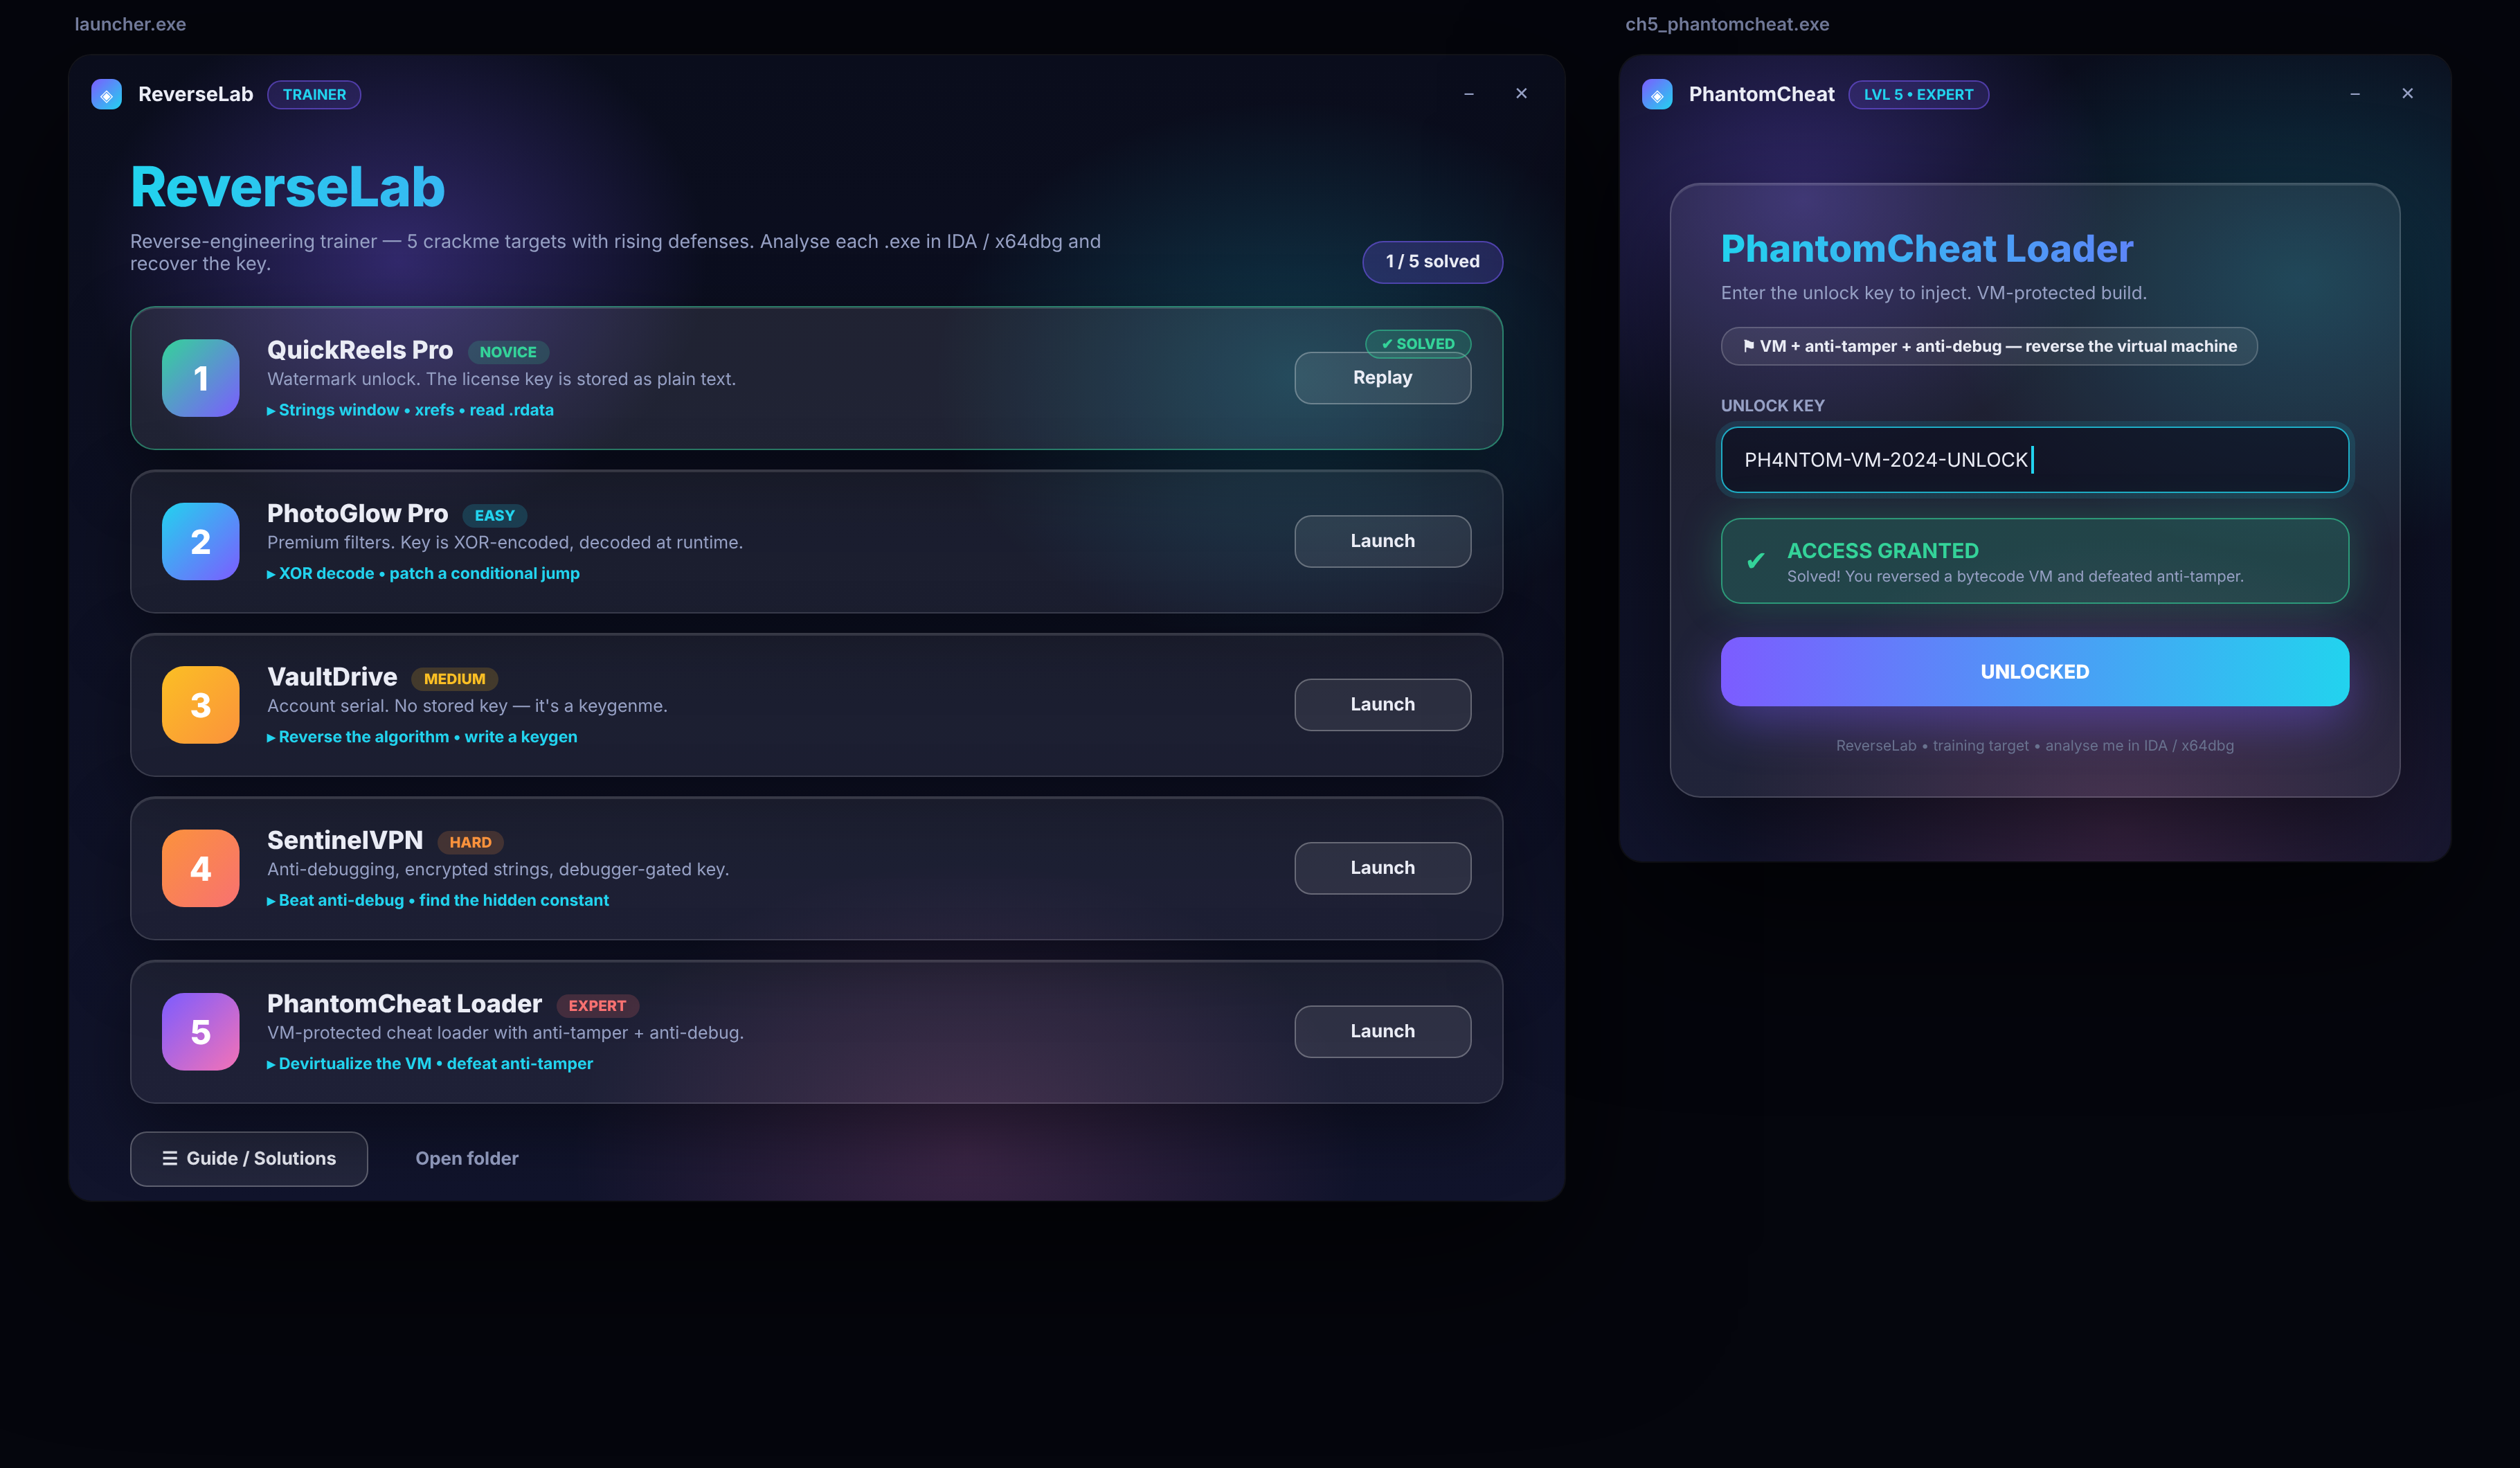 launcher.exe
ReverseLab TRAINER
ReverseLab
Reverse-engineering trainer — 5 crackme targets with rising defenses. Analyse each .exe in IDA / x64dbg and
recover the key.
1 / 5 solved
1
QuickReels Pro NOVICE
Watermark unlock. The license key is stored as plain text.
▸ Strings window • xrefs • read .rdata
✔ SOLVED
Replay
2
PhotoGlow Pro EASY
Premium filters. Key is XOR-encoded, decoded at runtime.
▸ XOR decode • patch a conditional jump
Launch
3
VaultDrive MEDIUM
Account serial. No stored key — it's a keygenme.
▸ Reverse the algorithm • write a keygen
Launch
4
SentinelVPN HARD
Anti-debugging, encrypted strings, debugger-gated key.
▸ Beat anti-debug • find the hidden constant
Launch
5
PhantomCheat Loader EXPERT
VM-protected cheat loader with anti-tamper + anti-debug.
▸ Devirtualize the VM • defeat anti-tamper
Launch
☰ Guide / Solutions
Open folder
ch5_phantomcheat.exe
PhantomCheat LVL 5 • EXPERT
PhantomCheat Loader
Enter the unlock key to inject. VM-protected build.
⚑ VM + anti-tamper + anti-debug — reverse the virtual machine
UNLOCK KEY
PH4NTOM-VM-2024-UNLOCK
✔ ACCESS GRANTED
Solved! You reversed a bytecode VM and defeated anti-tamper.
UNLOCKED
ReverseLab • training target • analyse me in IDA / x64dbg